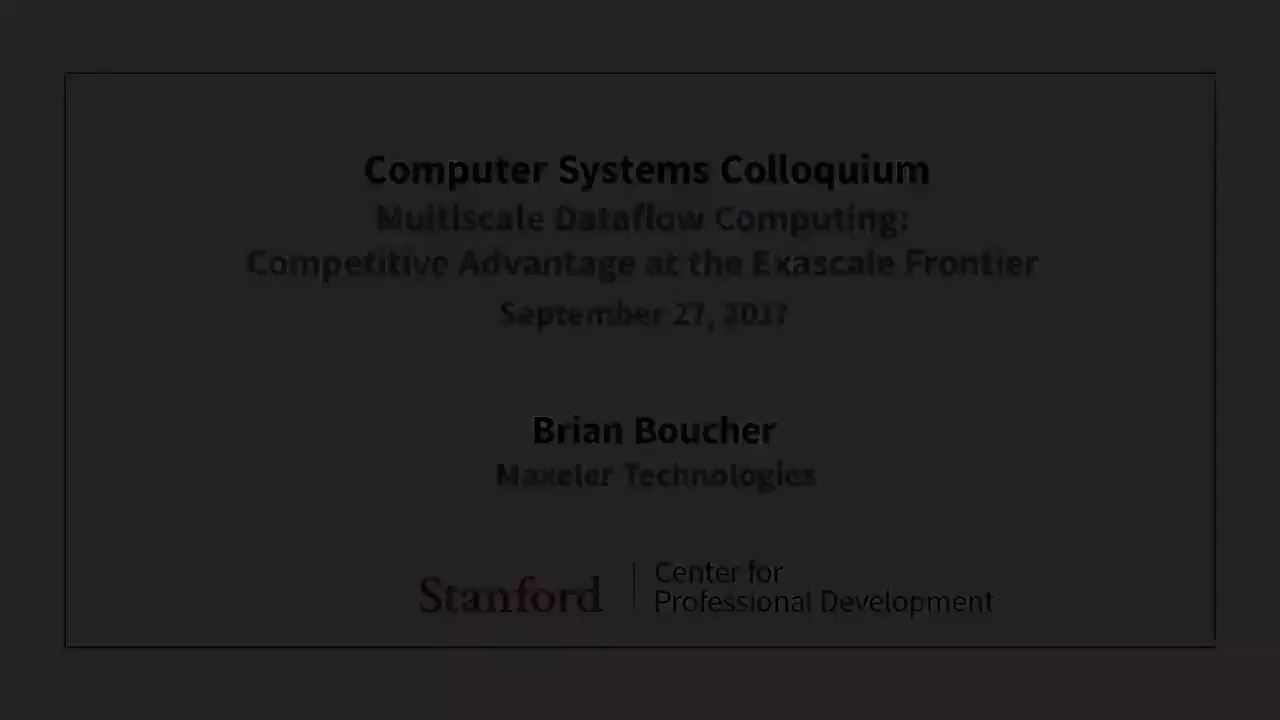 Computer Systems Colloquium
Multiscale Dataflow Computing:
Competitive Advantage at the Exascale Frontier
September 27, 2017
Brian Boucher
Maxeler Technologies
Stanford
Center for
Professional Development